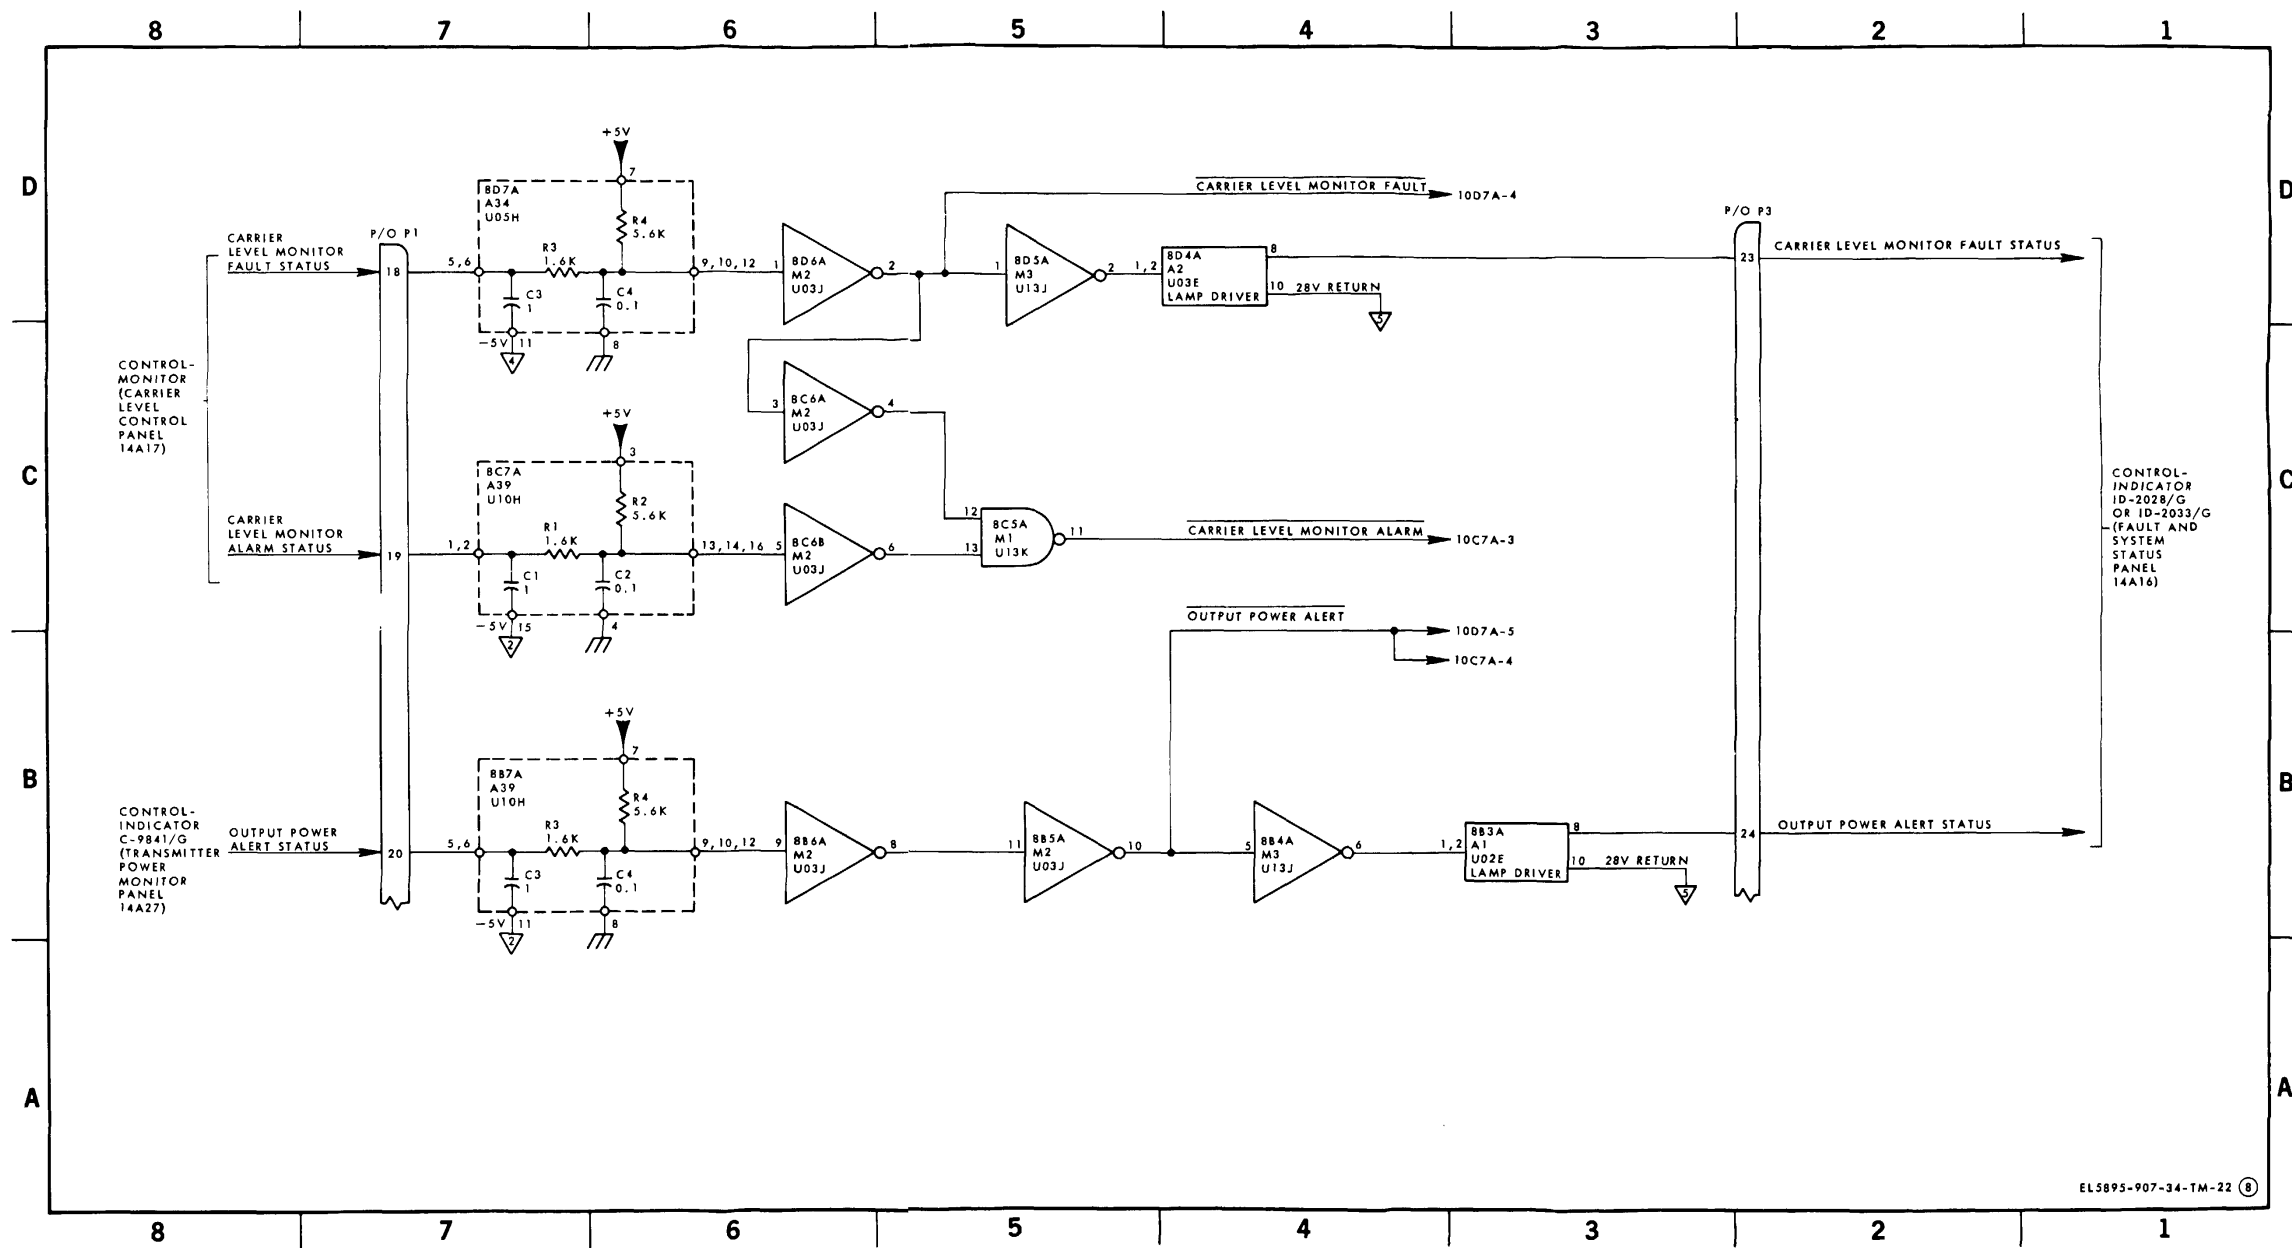 8 7 6 5 4 3 2 1
D
D
+5V
7
8D7A
A34
U05H
R4
5.6K
R3
1.6K
C3
1
C4
0.1
-5V
11
4
8
CARRIER
LEVEL MONITOR
FAULT STATUS
P/O P1
18
5,6
9,10,12
1
8D6A
M2
U03J
2
CARRIER LEVEL MONITOR FAULT
10D7A-4
1
8D5A
M3
U13J
2
1,2
8D4A
A2
U03E
LAMP DRIVER
8
10
28V RETURN
5
P/O P3
23
CARRIER LEVEL MONITOR FAULT STATUS
CONTROL-
MONITOR
(CARRIER
LEVEL
CONTROL
PANEL
14A17)
3
8C6A
M2
U03J
4
C
C
+5V
3
8C7A
A39
U10H
R2
5.6K
R1
1.6K
C1
1
C2
0.1
-5V
15
2
4
CARRIER
LEVEL MONITOR
ALARM STATUS
19
1,2
13,14,16
5
8C6B
M2
U03J
6
12
13
8C5A
M1
U13K
11
CARRIER LEVEL MONITOR ALARM
10C7A-3
CONTROL-
INDICATOR
ID-2028/G
OR ID-2033/G
(FAULT AND
SYSTEM
STATUS
PANEL
14A16)
OUTPUT POWER ALERT
10D7A-5
10C7A-4
B
B
+5V
7
8B7A
A39
U10H
R4
5.6K
R3
1.6K
C3
1
C4
0.1
-5V
11
2
8
CONTROL-
INDICATOR
C-9841/G
(TRANSMITTER
POWER
MONITOR
PANEL
14A27)
OUTPUT POWER
ALERT STATUS
20
5,6
9,10,12
9
8B6A
M2
U03J
8
11
8B5A
M2
U03J
10
5
8B4A
M3
U13J
6
1,2
8B3A
A1
U02E
LAMP DRIVER
8
10
28V RETURN
5
24
OUTPUT POWER ALERT STATUS
A
A
EL5895-907-34-TM-22 8
8 7 6 5 4 3 2 1